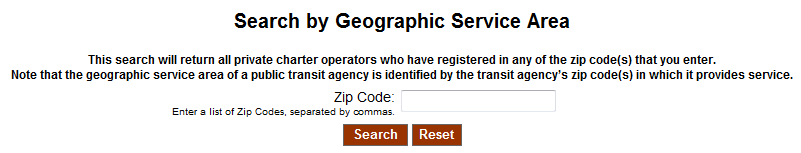 Search by Geographic Service Area
This search will return all private charter operators who have registered in any of the zip code(s) that you enter.
Note that the geographic service area of a public transit agency is identified by the transit agency's zip code(s) in which it provides service.
Zip Code:
Enter a list of Zip Codes, separated by commas.
Search Reset